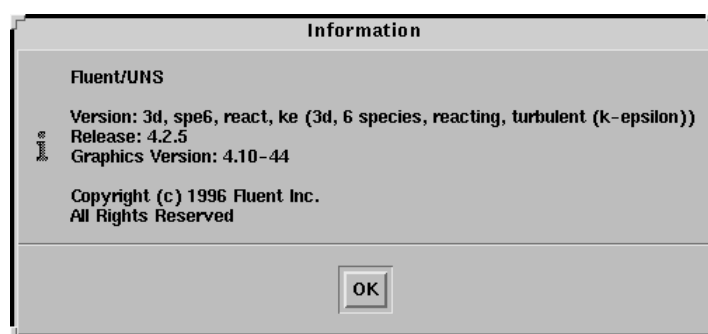 Information
Fluent/UNS
Version: 3d, spe6, react, ke (3d, 6 species, reacting, turbulent (k-epsilon))
Release: 4.2.5
Graphics Version: 4.10-44
Copyright (c) 1996 Fluent Inc.
All Rights Reserved
OK